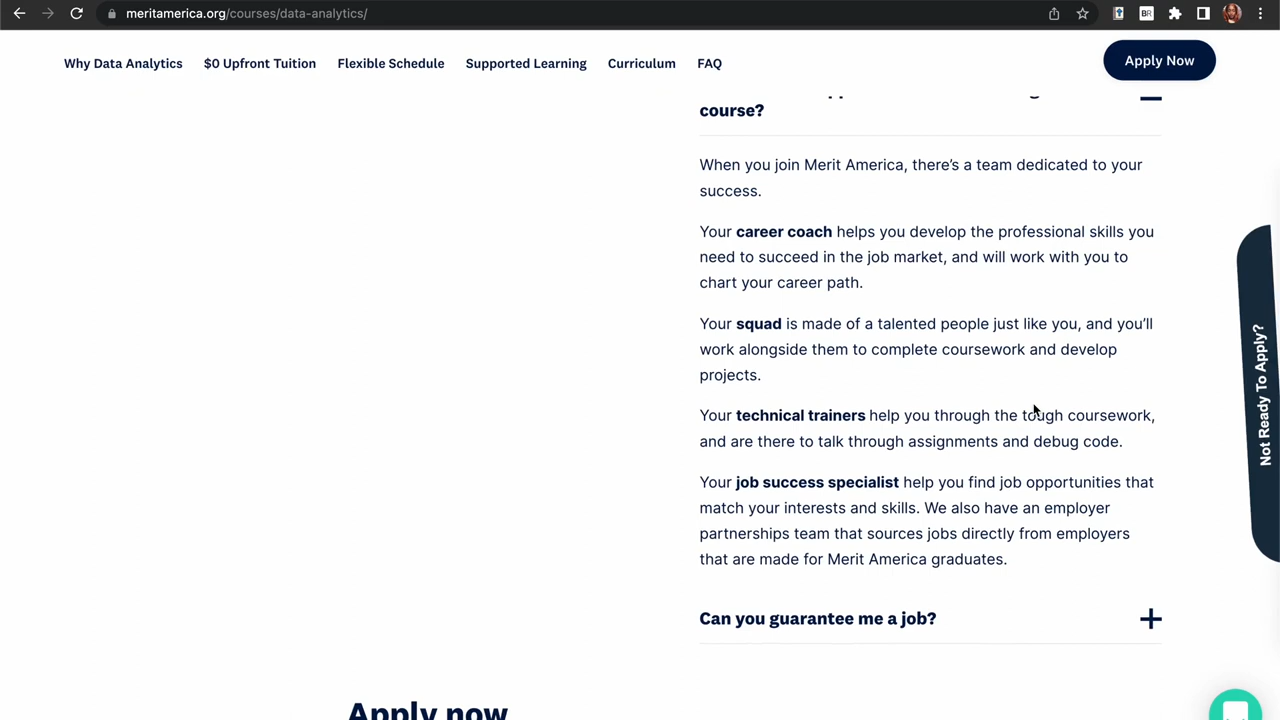 meritamerica.org/courses/data-analytics/
BR
Why Data Analytics $0 Upfront Tuition Flexible Schedule Supported Learning Curriculum FAQ Apply Now
course?
When you join Merit America, there’s a team dedicated to your
success.
Your career coach helps you develop the professional skills you
need to succeed in the job market, and will work with you to
chart your career path.
Your squad is made of a talented people just like you, and you’ll
work alongside them to complete coursework and develop
projects.
Your technical trainers help you through the tough coursework,
and are there to talk through assignments and debug code.
Your job success specialist help you find job opportunities that
match your interests and skills. We also have an employer
partnerships team that sources jobs directly from employers
that are made for Merit America graduates.
Can you guarantee me a job?
Apply now
Not Ready To Apply?